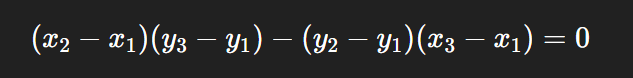 (x₂ − x₁)(y₃ − y₁) − (y₂ − y₁)(x₃ − x₁) = 0